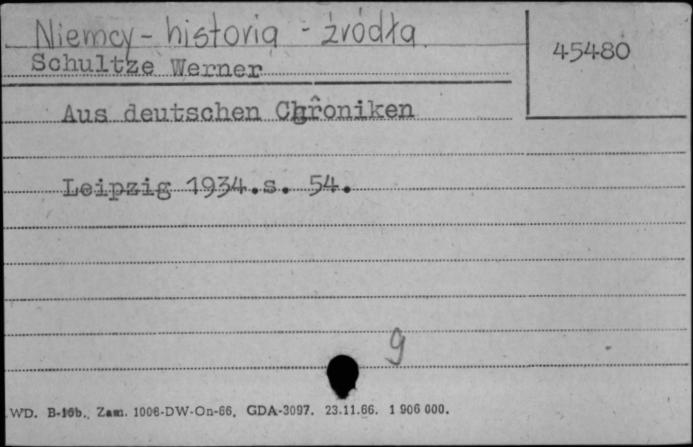 Niemcy - historia - źródła
45480
Schultze Werner
Aus deutschen Chroniken
Leipzig 1934.s. 54.
9
WD. B-16b., Zam. 1006-DW-On-66, GDA-3097. 23.11.66. 1 906 000.